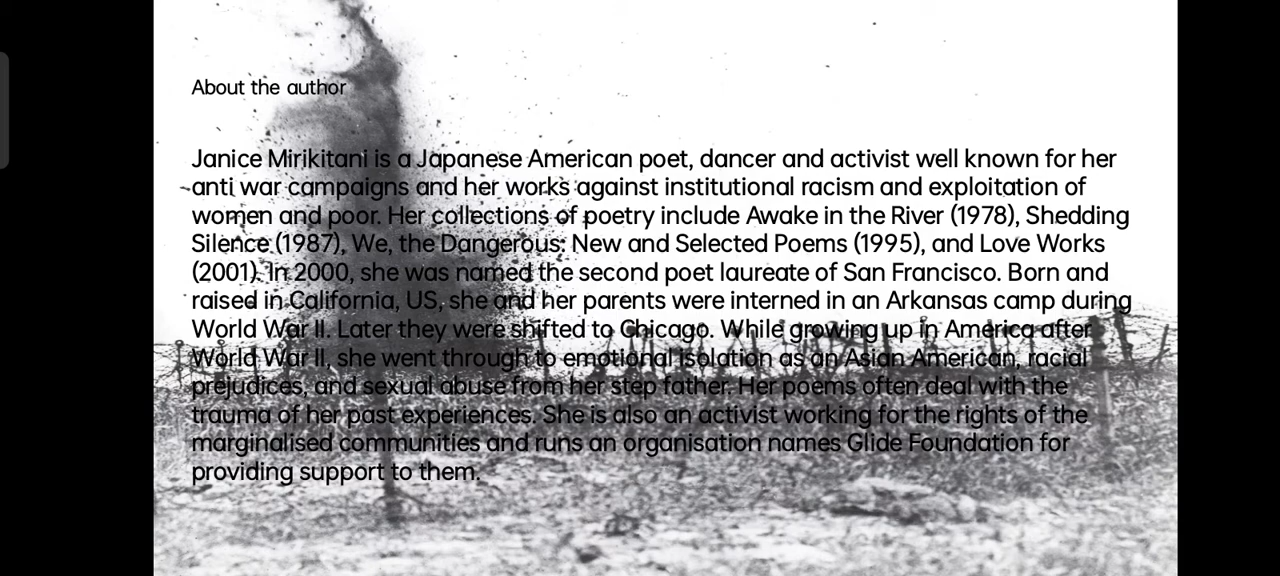 About the author
Janice Mirikitani is a Japanese American poet, dancer and activist well known for her
anti war campaigns and her works against institutional racism and exploitation of
women and poor. Her collections of poetry include Awake in the River (1978), Shedding
Silence (1987), We, the Dangerous: New and Selected Poems (1995), and Love Works
(2001). In 2000, she was named the second poet laureate of San Francisco. Born and
raised in California, US, she and her parents were interned in an Arkansas camp during
World War II. Later they were shifted to Chicago. While growing up in America after
World War II, she went through to emotional isolation as an Asian American, racial
prejudices, and sexual abuse from her step father. Her poems often deal with the
trauma of her past experiences. She is also an activist working for the rights of the
marginalised communities and runs an organisation names Glide Foundation for
providing support to them.